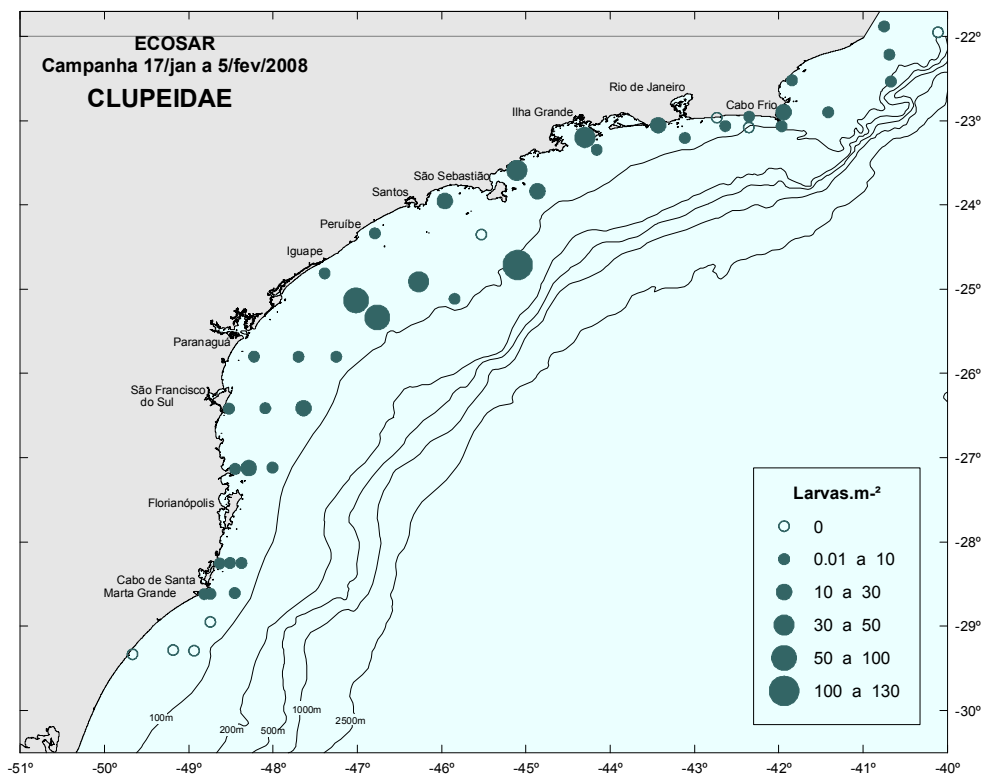 ECOSAR
Campanha 17/jan a 5/fev/2008
CLUPEIDAE
Rio de Janeiro
Ilha Grande
Cabo Frio
São Sebastião
Santos
Peruíbe
Iguape
Paranaguá
São Francisco
do Sul
Florianópolis
Cabo de Santa
Marta Grande
100m
200m
500m
1000m
2500m
Larvas.m-²
0
0.01 a 10
10 a 30
30 a 50
50 a 100
100 a 130
-22º
-23º
-24º
-25º
-26º
-27º
-28º
-29º
-30º
-51º -50º -49º -48º -47º -46º -45º -44º -43º -42º -41º -40º